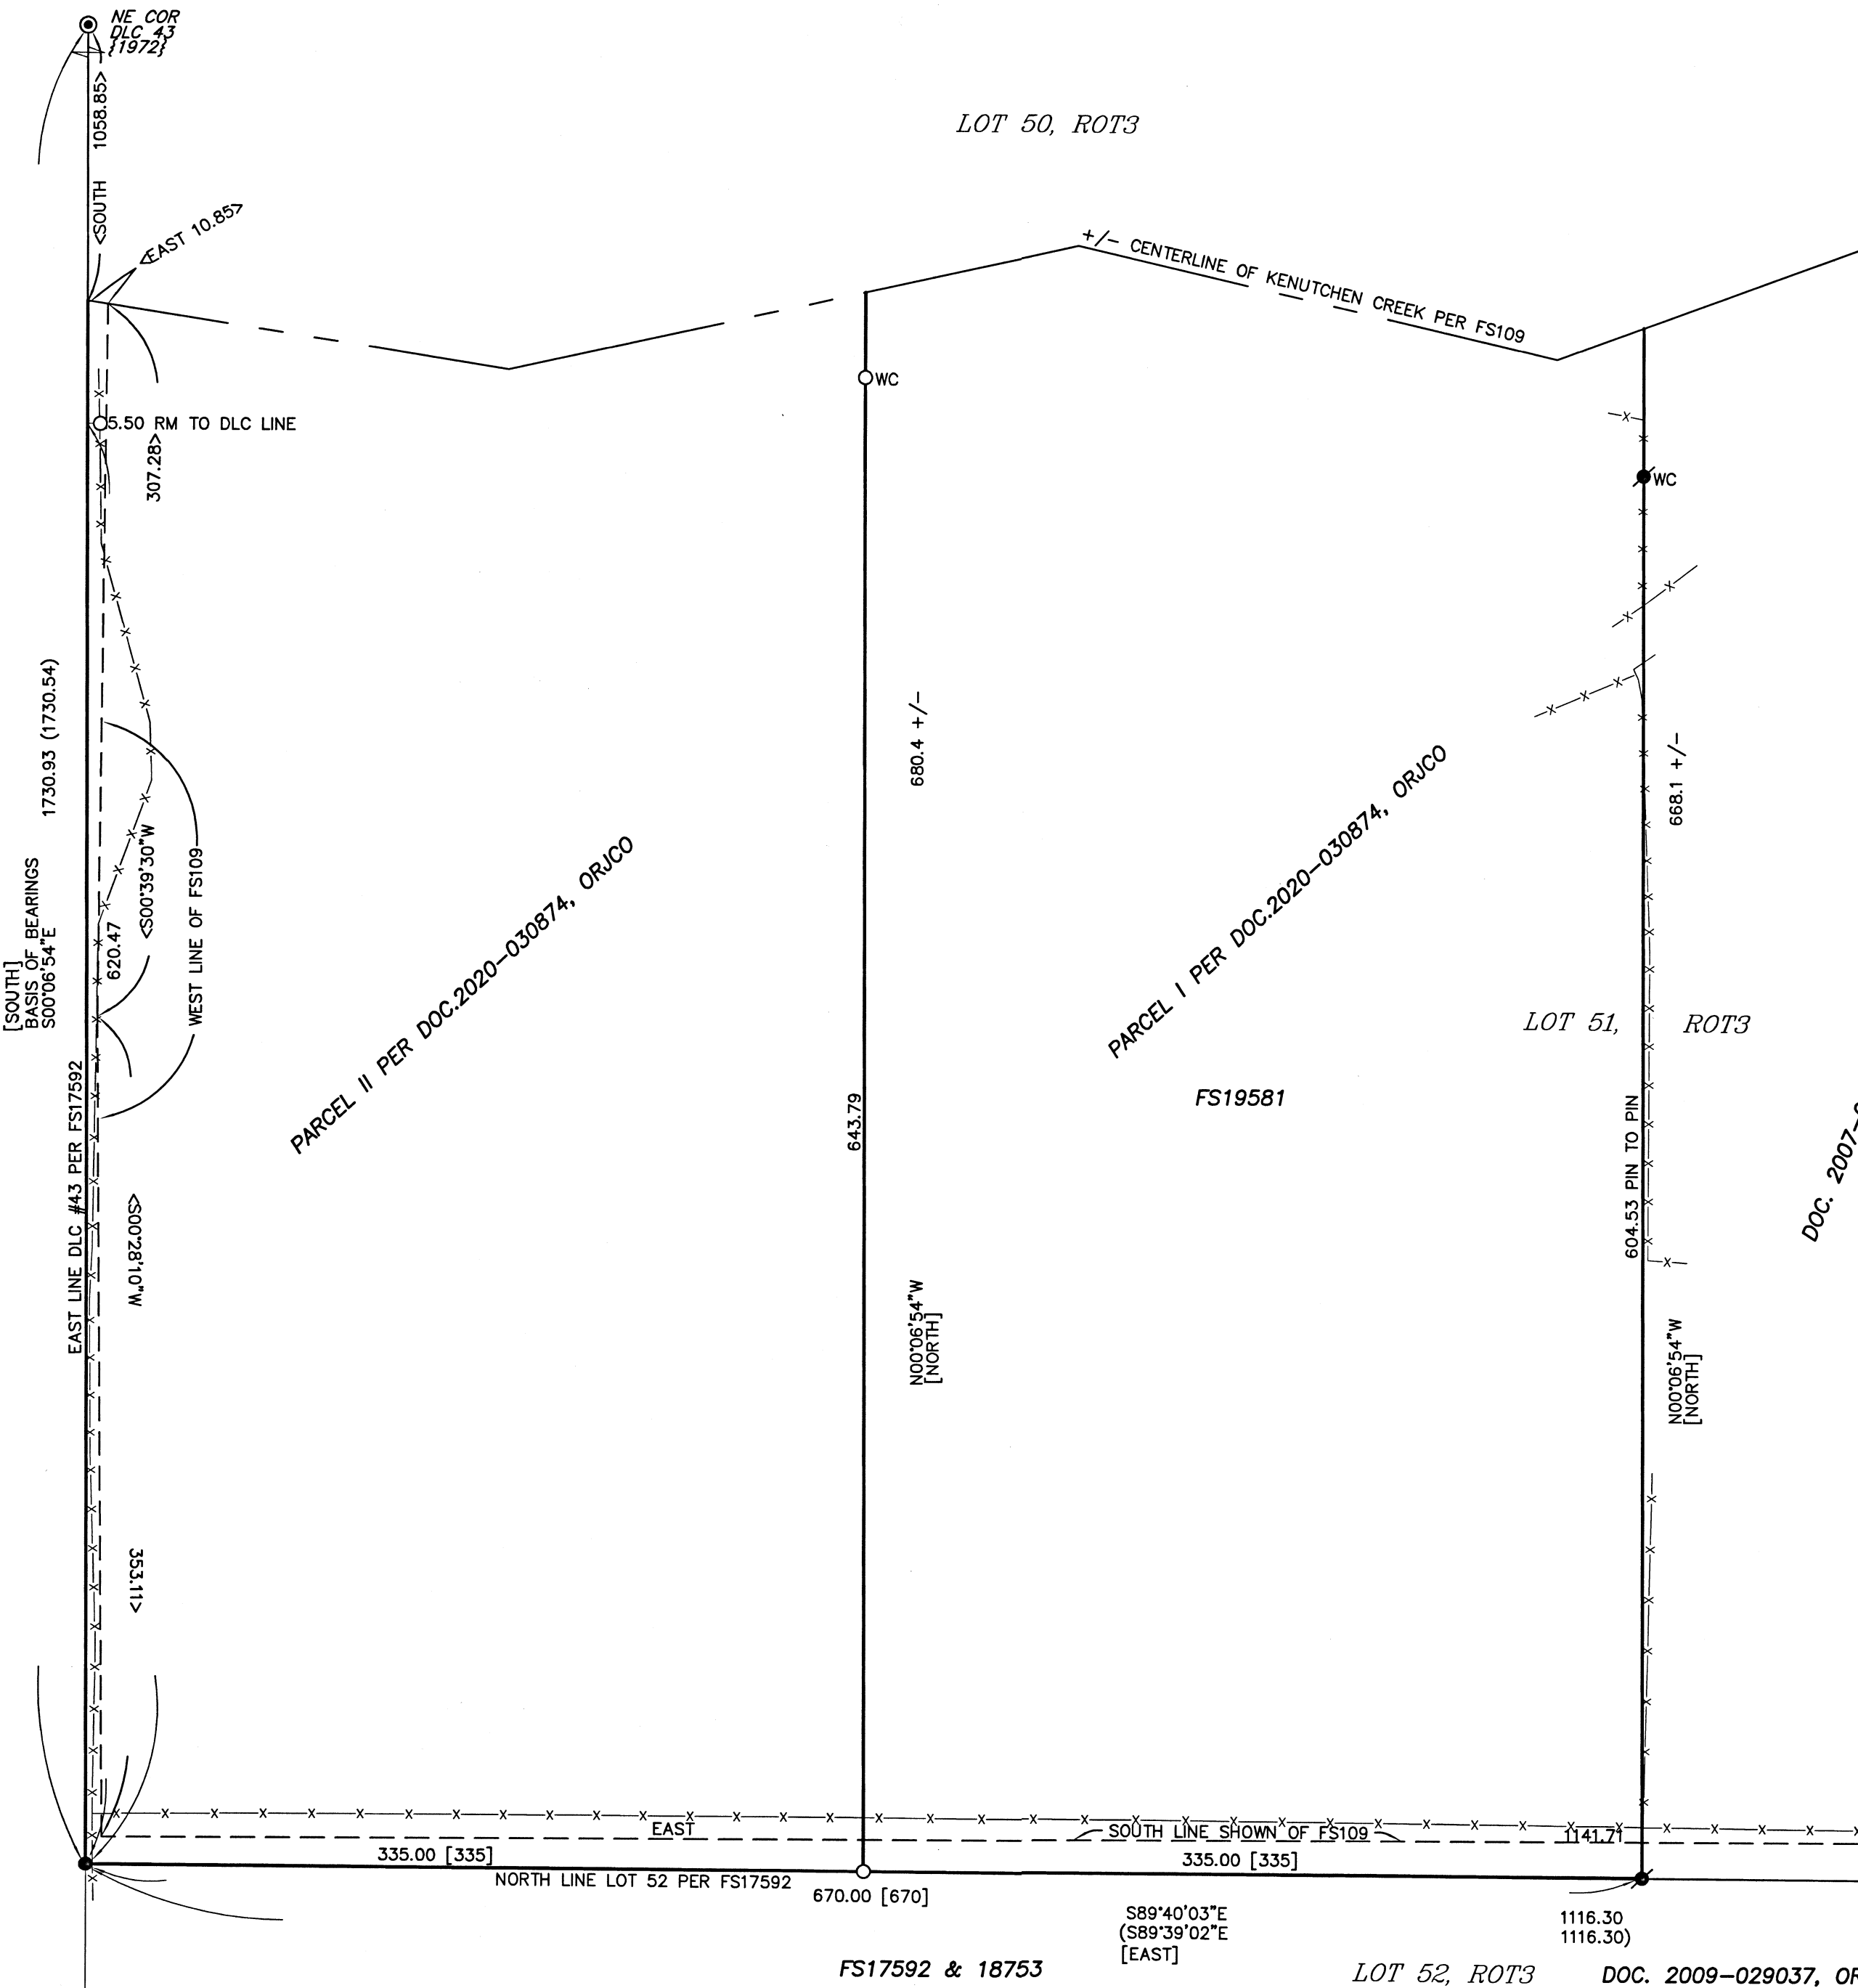 NE COR
DLC 43
{1972}
<SOUTH 1058.85>
LOT 50, ROT3
<EAST 10.85>
+/- CENTERLINE OF KENUTCHEN CREEK PER FS109
WC
5.50 RM TO DLC LINE
307.28>
WC
[SOUTH]
BASIS OF BEARINGS
S00°06'54"E 1730.93 (1730.54)
680.4 +/-
668.1 +/-
620.47
<S00°39'30"W
WEST LINE OF FS109
PARCEL II PER DOC.2020-030874, ORJCO
PARCEL I PER DOC.2020-030874, ORJCO
LOT 51, ROT3
FS19581
643.79
604.53 PIN TO PIN
DOC. 2007-
EAST LINE DLC #43 PER FS17592
<S00°28'10"W
353.11>
N00°06'54"W
[NORTH]
N00°06'54"W
[NORTH]
EAST
SOUTH LINE SHOWN OF FS109
1141.71
335.00 [335]
335.00 [335]
NORTH LINE LOT 52 PER FS17592
670.00 [670]
S89°40'03"E
(S89°39'02"E
[EAST]
1116.30
1116.30)
FS17592 & 18753
LOT 52, ROT3
DOC. 2009-029037, OR